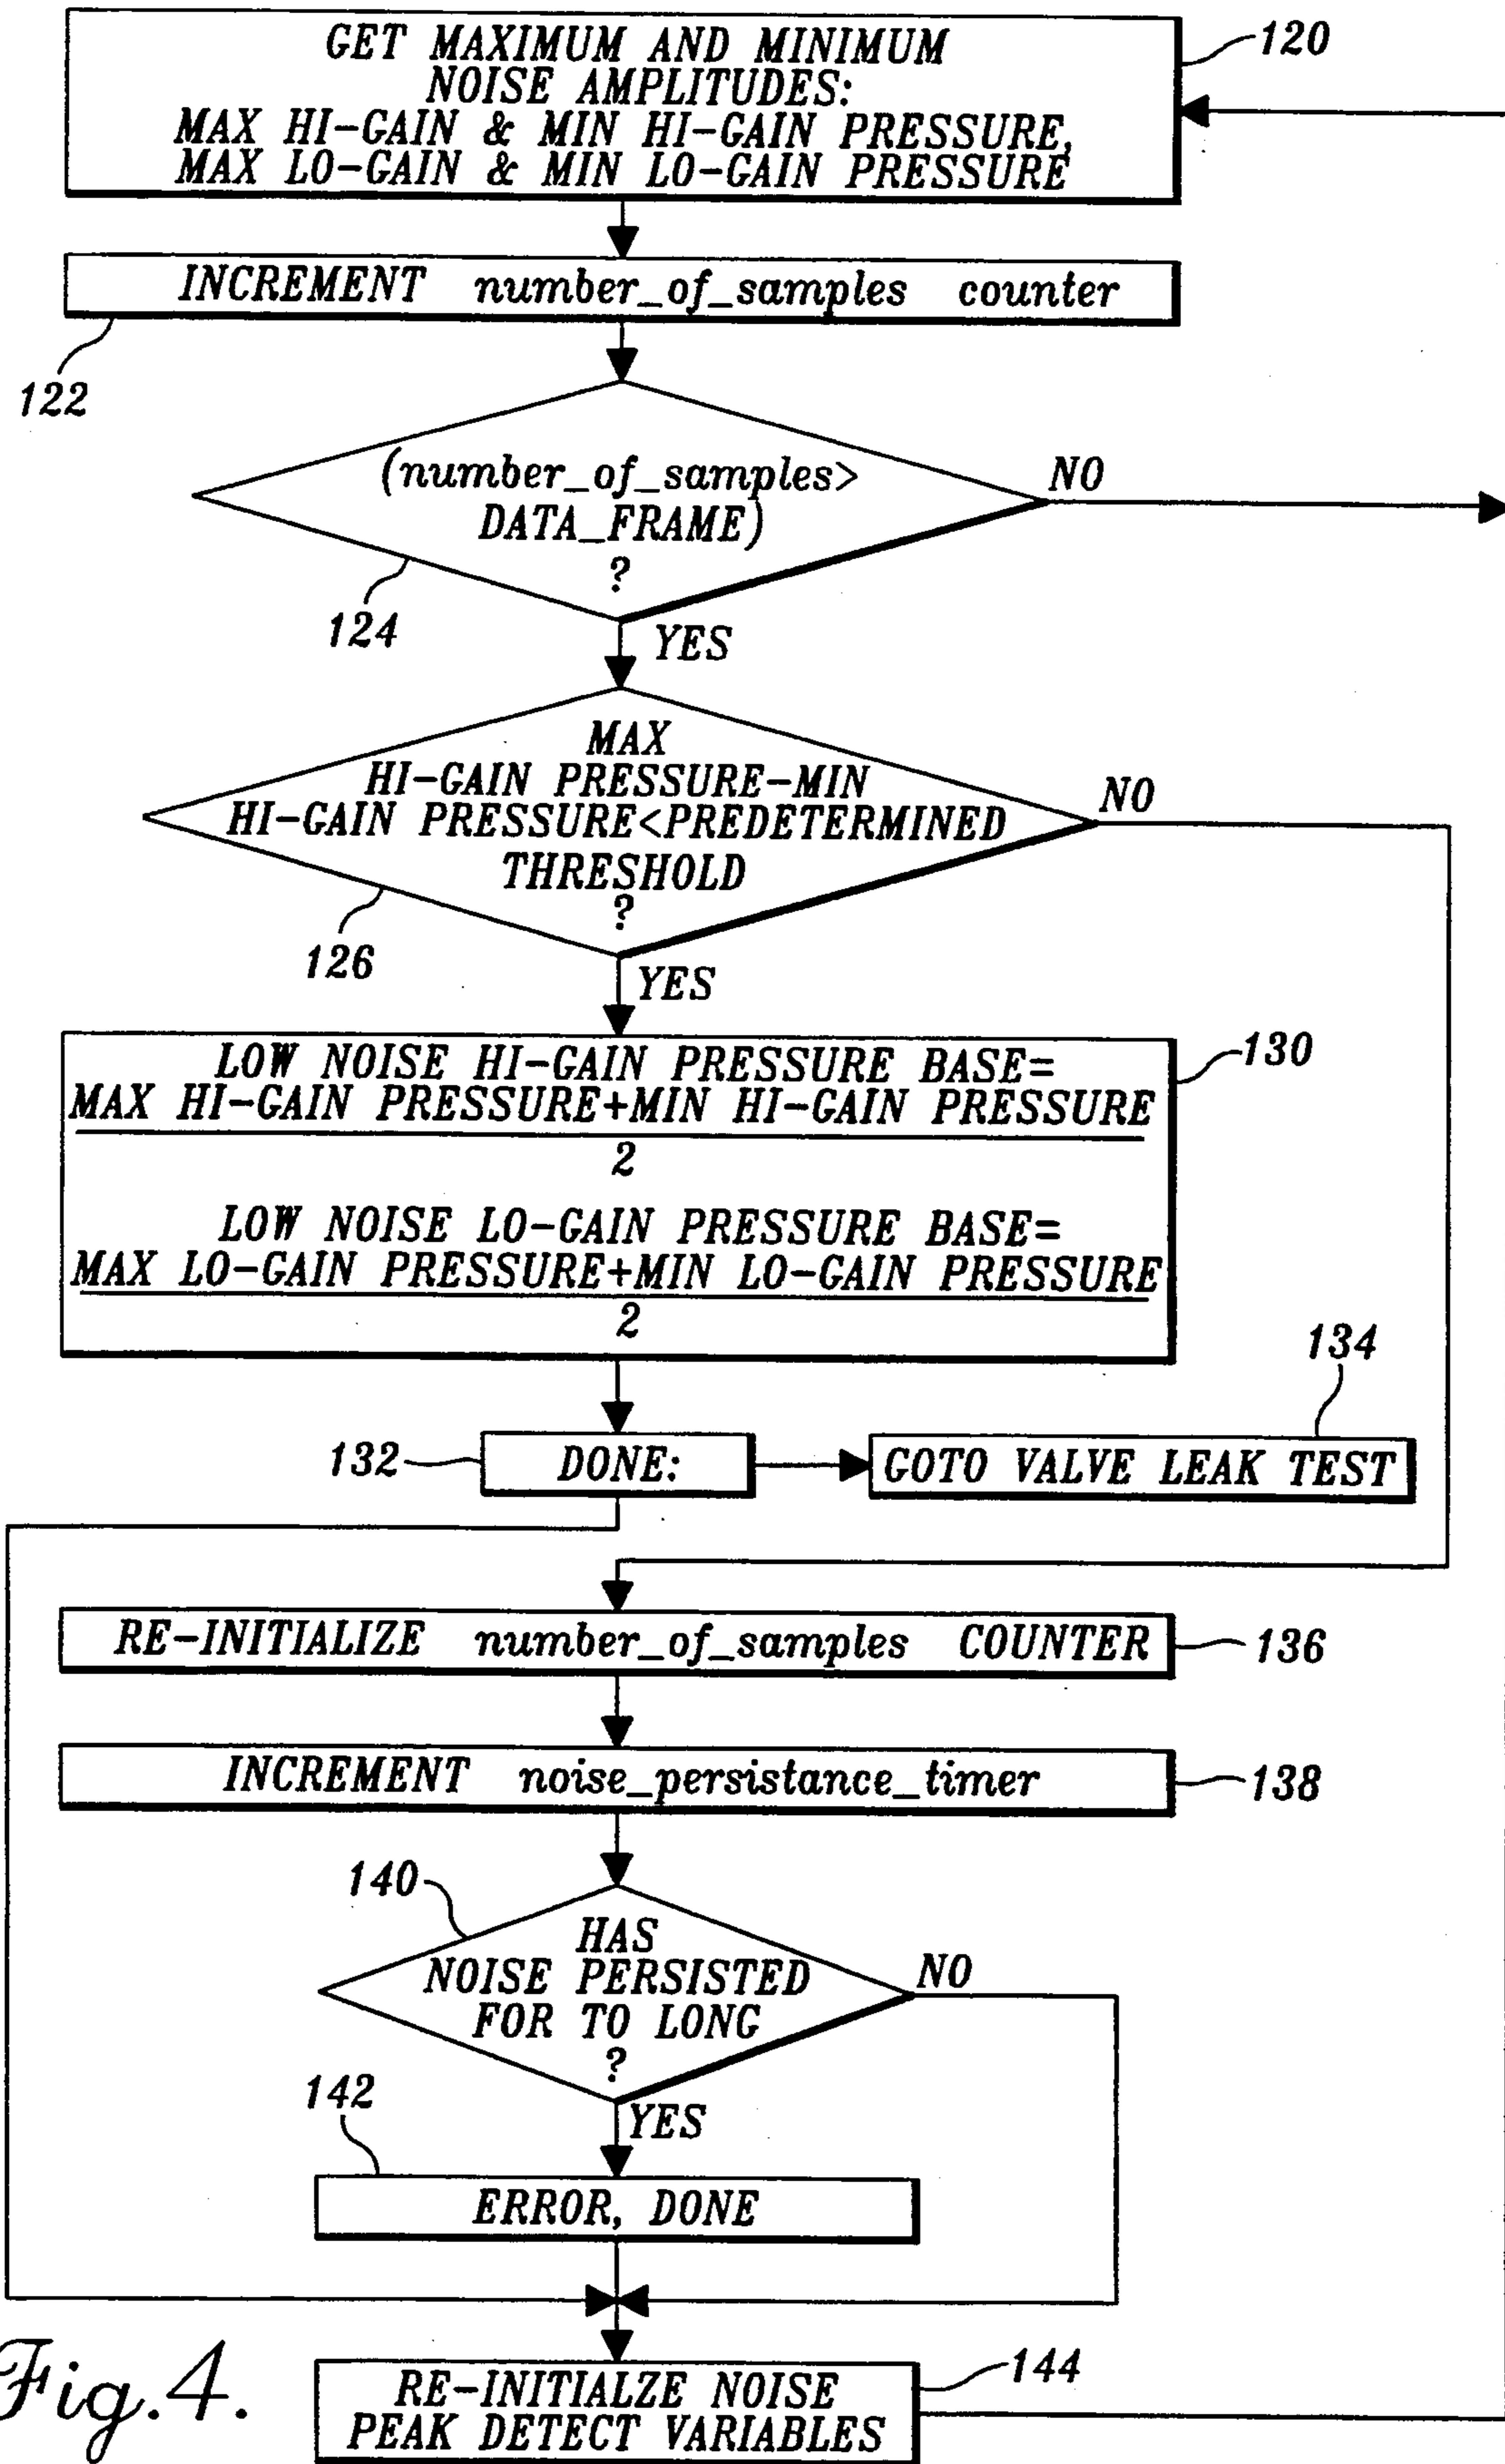 GET MAXIMUM AND MINIMUM
NOISE AMPLITUDES:
MAX HI-GAIN & MIN HI-GAIN PRESSURE,
MAX LO-GAIN & MIN LO-GAIN PRESSURE
120
INCREMENT number_of_samples counter
122
(number_of_samples>
DATA_FRAME)
?
NO
124
YES
MAX
HI-GAIN PRESSURE-MIN
HI-GAIN PRESSURE<PREDETERMINED
THRESHOLD
?
NO
126
YES
LOW NOISE HI-GAIN PRESSURE BASE=
MAX HI-GAIN PRESSURE+MIN HI-GAIN PRESSURE
2
130
LOW NOISE LO-GAIN PRESSURE BASE=
MAX LO-GAIN PRESSURE+MIN LO-GAIN PRESSURE
2
134
132
DONE:
GOTO VALVE LEAK TEST
RE-INITIALIZE number_of_samples COUNTER
136
INCREMENT noise_persistance_timer
138
140
HAS
NOISE PERSISTED
FOR TO LONG
?
NO
142
YES
ERROR, DONE
RE-INITIALZE NOISE
PEAK DETECT VARIABLES
144
Fig.4.